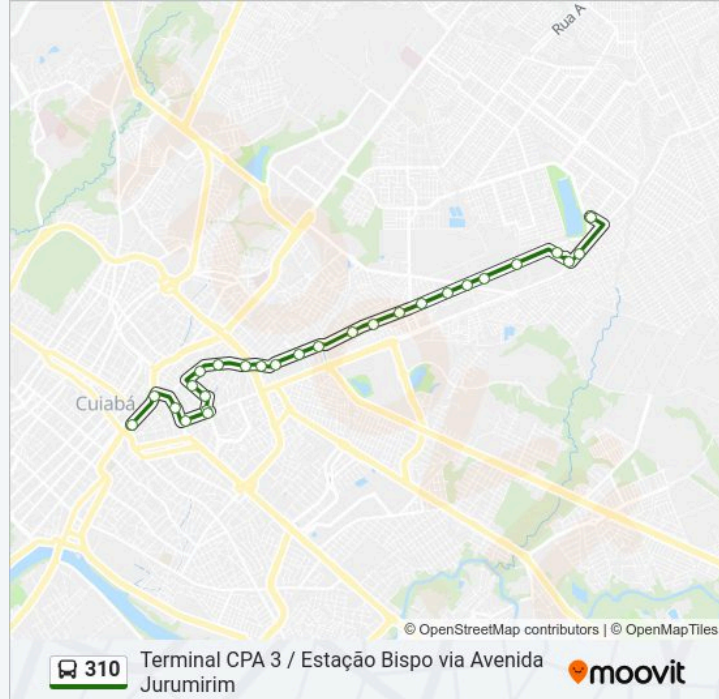 Rua A
Cuiabá
© OpenStreetMap contributors | © OpenMapTiles
310
Terminal CPA 3 / Estação Bispo via Avenida
Jurumirim
moovit